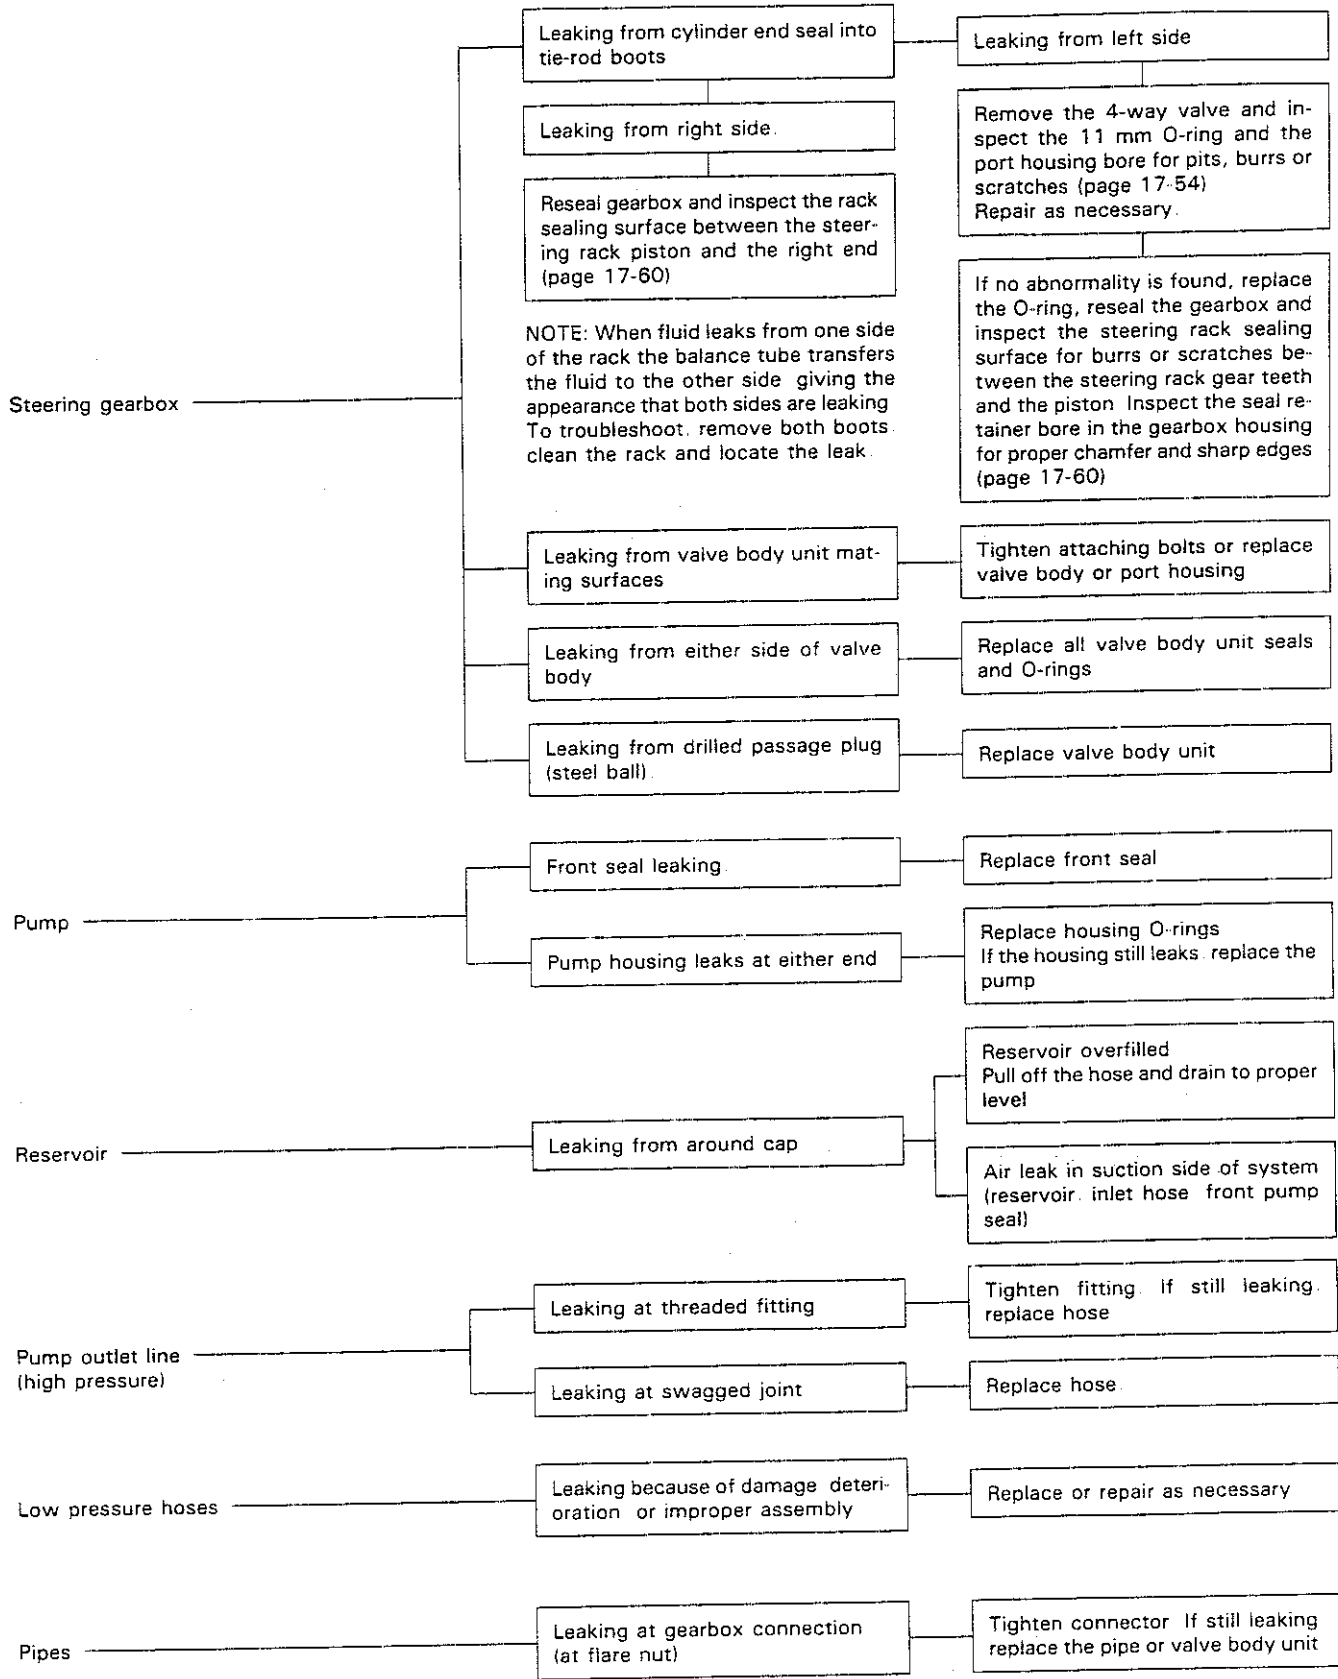 Steering gearbox
Leaking from cylinder end seal into
tie-rod boots
Leaking from right side.
Reseal gearbox and inspect the rack
sealing surface between the steer-
ing rack piston and the right end
(page 17-60)
NOTE: When fluid leaks from one side
of the rack the balance tube transfers
the fluid to the other side giving the
appearance that both sides are leaking
To troubleshoot. remove both boots.
clean the rack and locate the leak.
Leaking from left side
Remove the 4-way valve and in-
spect the 11 mm O-ring and the
port housing bore for pits, burrs or
scratches (page 17-54)
Repair as necessary.
If no abnormality is found, replace
the O-ring, reseal the gearbox and
inspect the steering rack sealing
surface for burrs or scratches be-
tween the steering rack gear teeth
and the piston Inspect the seal re-
tainer bore in the gearbox housing
for proper chamfer and sharp edges
(page 17-60)
Leaking from valve body unit mat-
ing surfaces
Tighten attaching bolts or replace
valve body or port housing
Leaking from either side of valve
body
Replace all valve body unit seals
and O-rings
Leaking from drilled passage plug
(steel ball).
Replace valve body unit
Pump
Front seal leaking.
Replace front seal
Pump housing leaks at either end
Replace housing O-rings
If the housing still leaks. replace the
pump
Reservoir
Leaking from around cap
Reservoir overfilled
Pull off the hose and drain to proper
level
Air leak in suction side of system
(reservoir. inlet hose front pump
seal)
Pump outlet line
(high pressure)
Leaking at threaded fitting
Tighten fitting. If still leaking.
replace hose
Leaking at swagged joint
Replace hose.
Low pressure hoses
Leaking because of damage deteri-
oration or improper assembly
Replace or repair as necessary
Pipes
Leaking at gearbox connection
(at flare nut)
Tighten connector If still leaking
replace the pipe or valve body unit